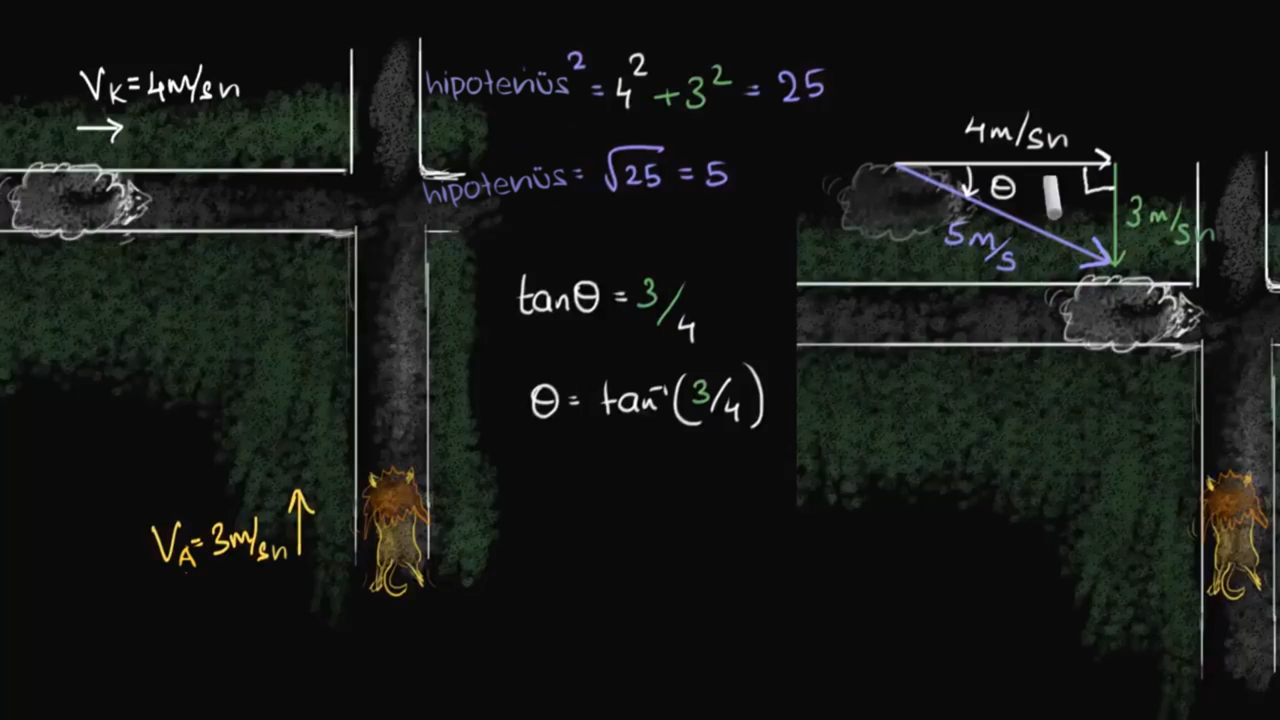 V_K = 4m/sn
hipotenüs² = 4² + 3² = 25
hipotenüs = √25 = 5
tanθ = 3/4
θ = tan⁻¹(3/4)
V_A = 3m/sn
4m/sn
θ
3m/sn
5m/s